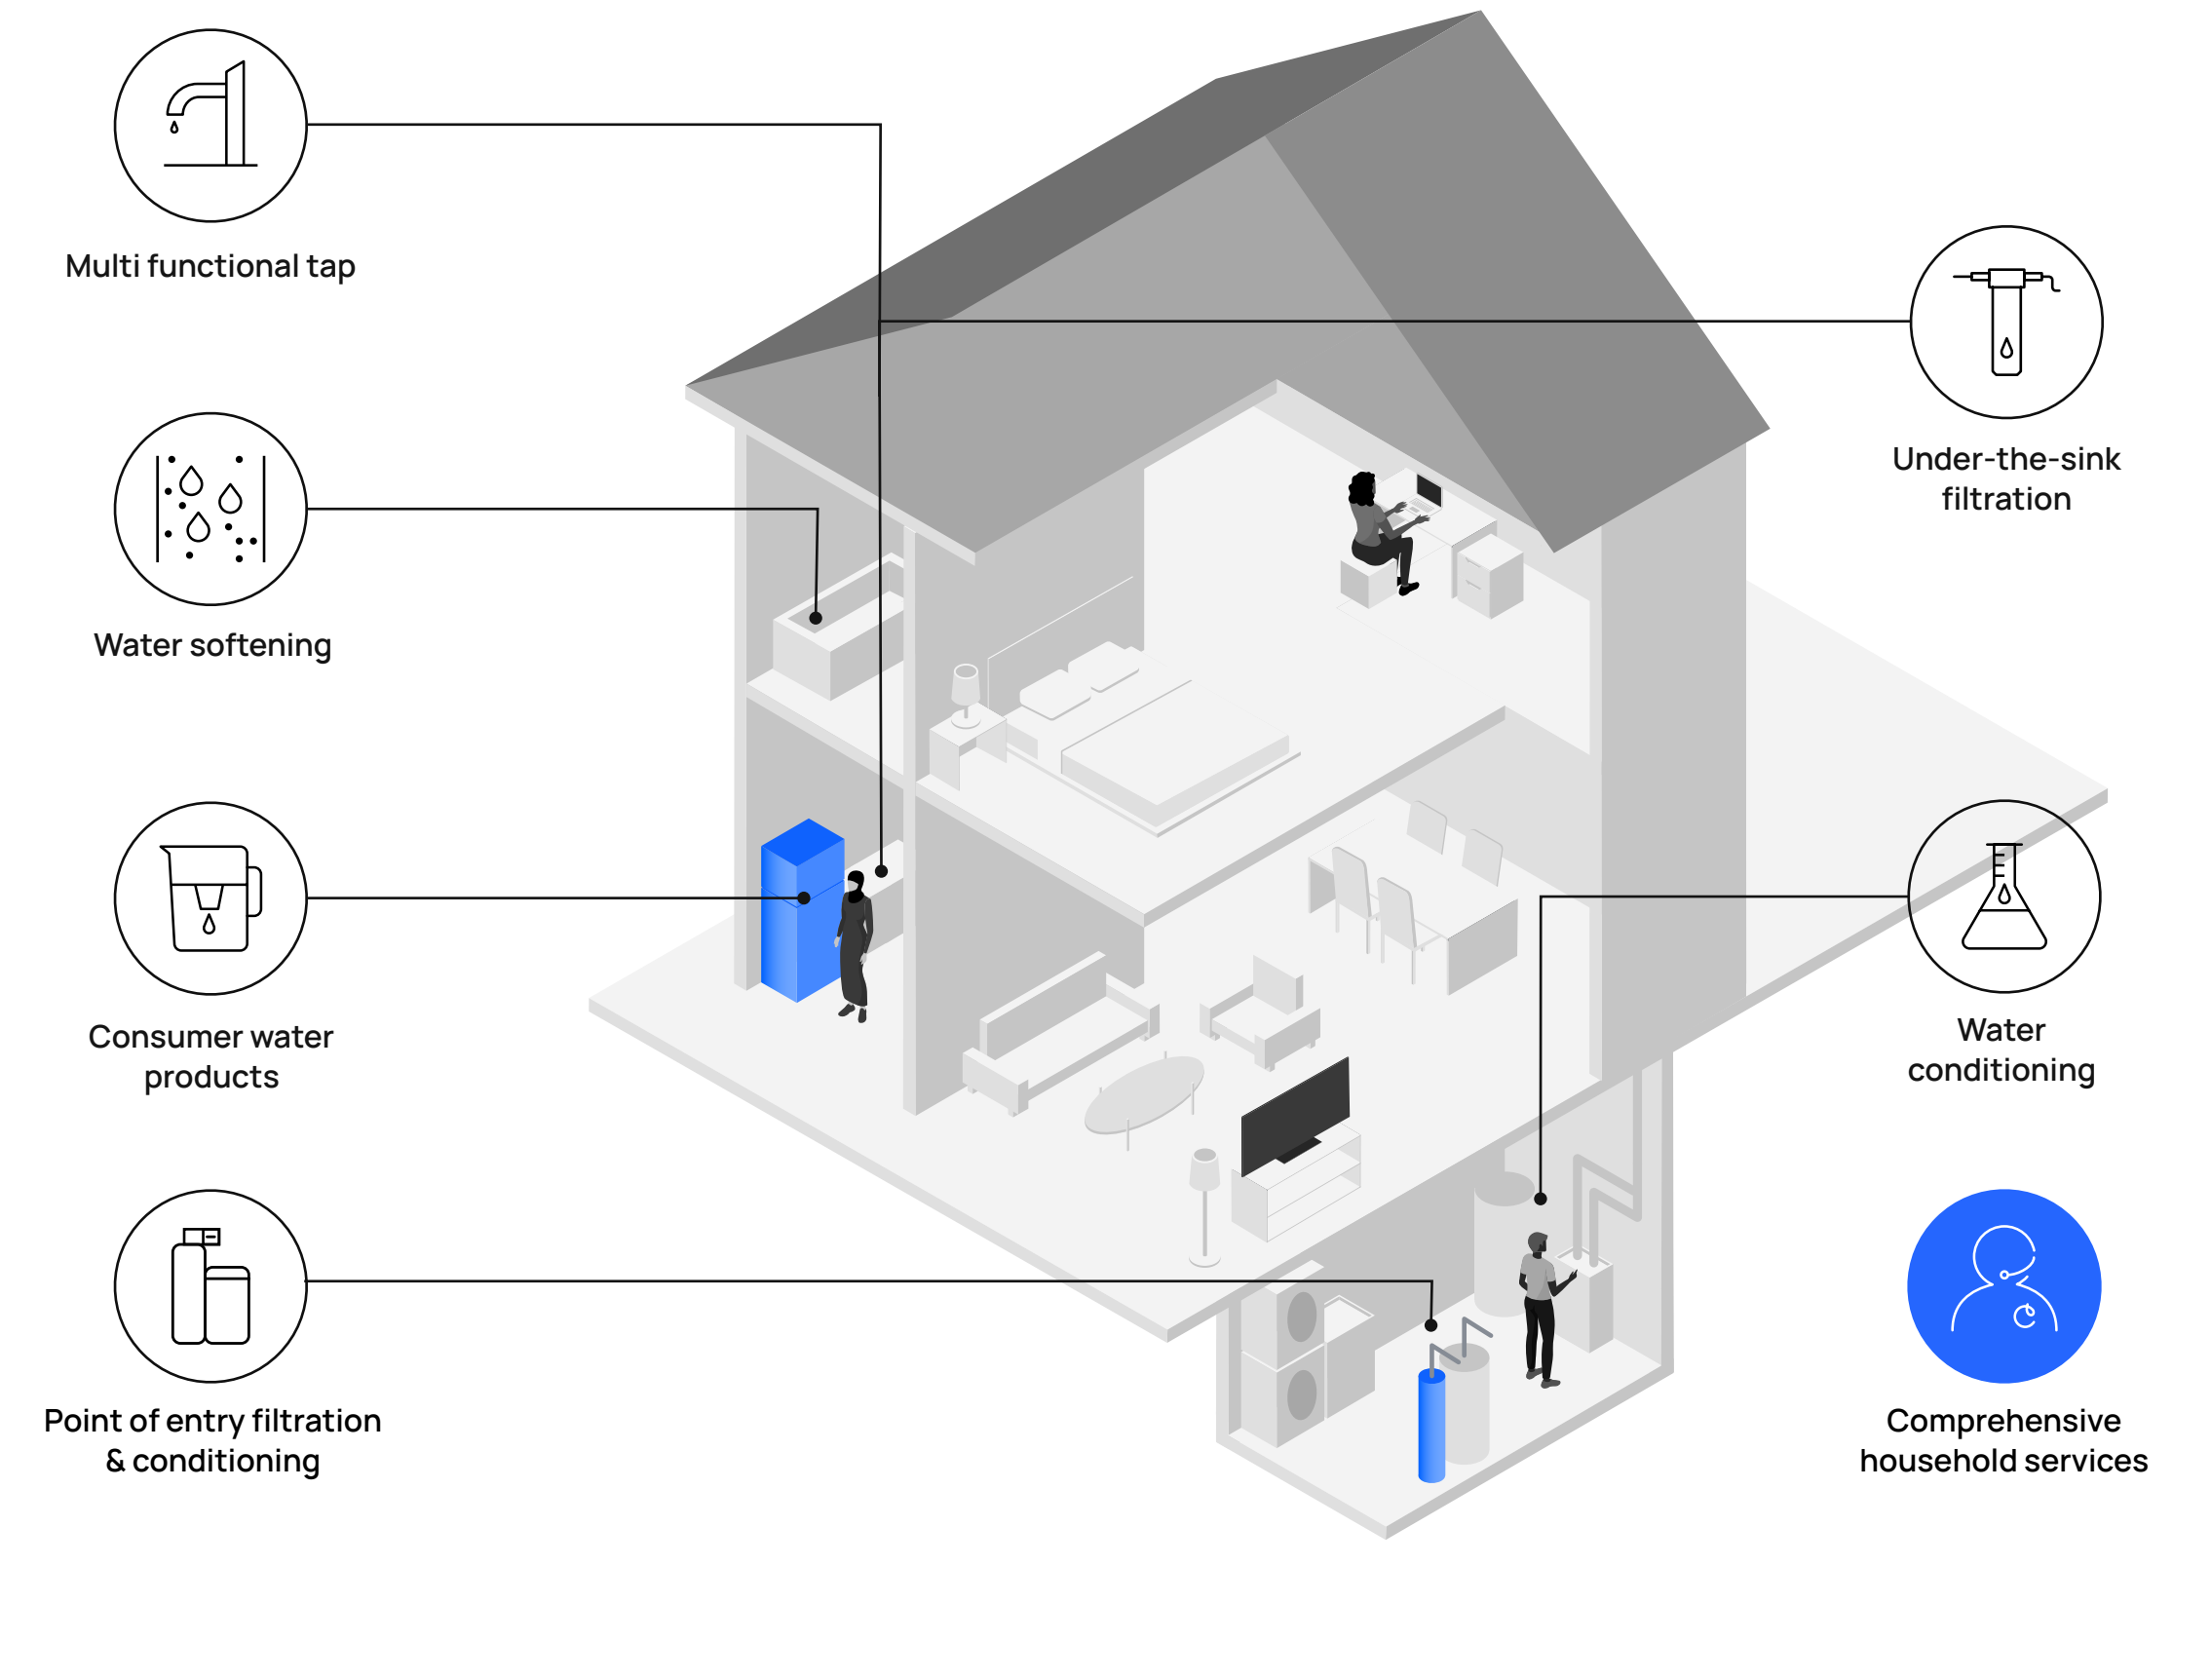 Multi functional tap
Water softening
Consumer water
products
Point of entry filtration
& conditioning
Under-the-sink
filtration
Water
conditioning
Comprehensive
household services